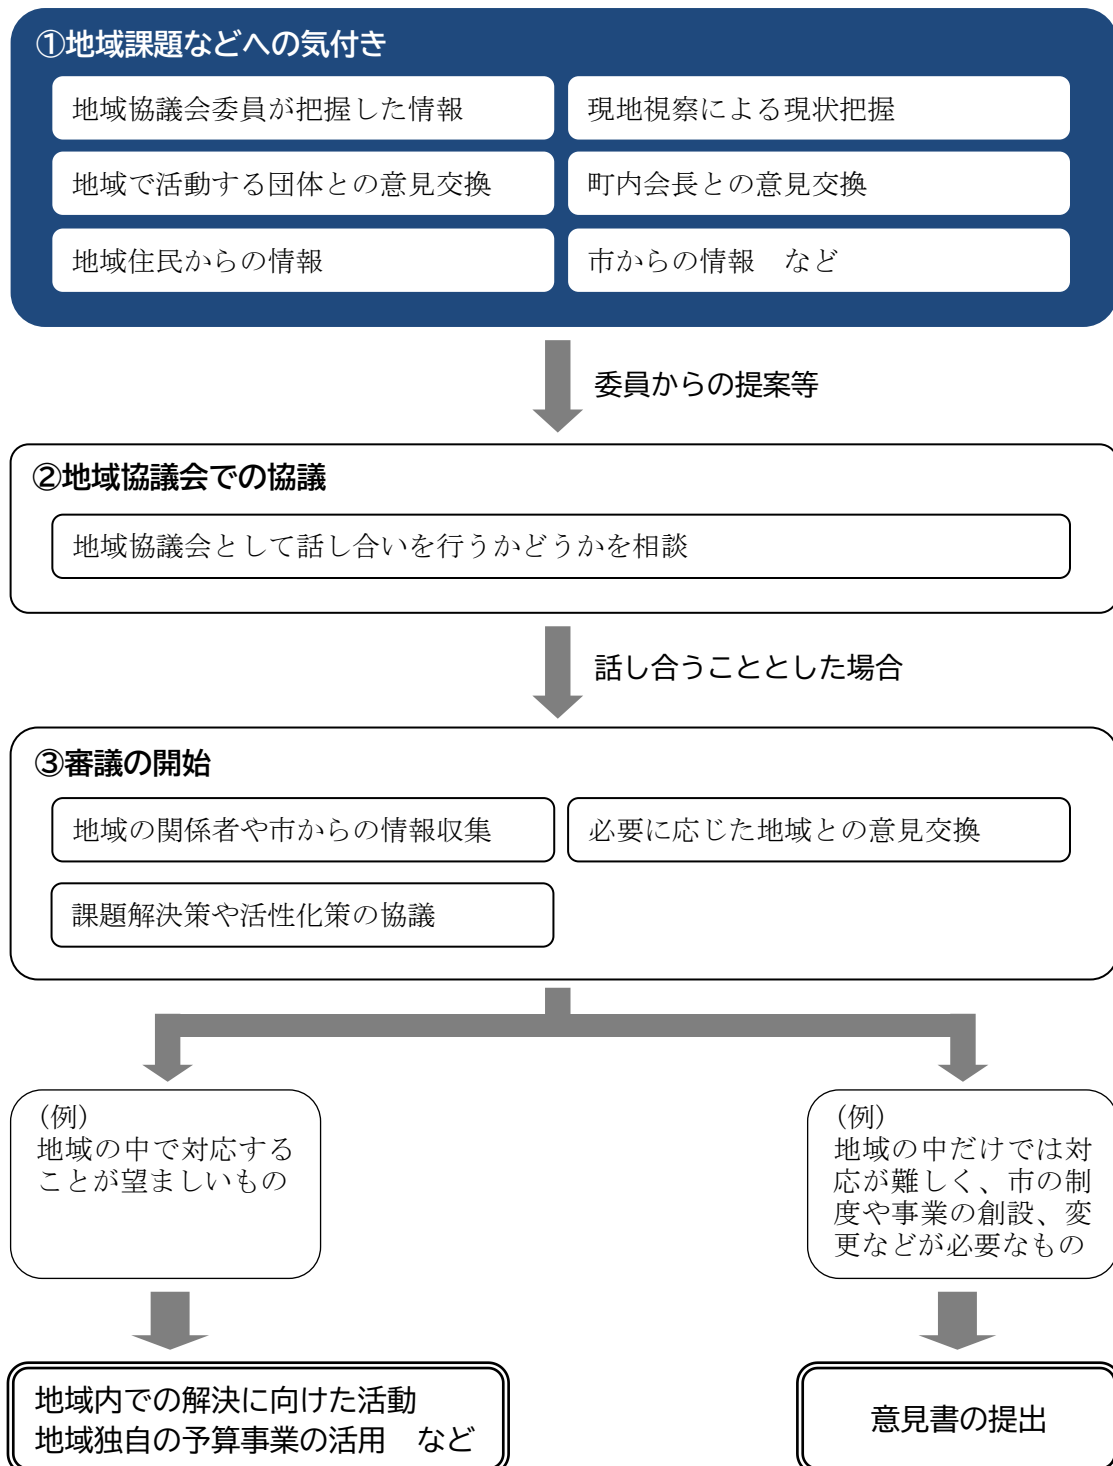 ①地域課題などへの気付き
地域協議会委員が把握した情報
現地視察による現状把握
地域で活動する団体との意見交換
町内会長との意見交換
地域住民からの情報
市からの情報　など
委員からの提案等
②地域協議会での協議
地域協議会として話し合いを行うかどうかを相談
話し合うこととした場合
③審議の開始
地域の関係者や市からの情報収集
必要に応じた地域との意見交換
課題解決策や活性化策の協議
（例）
地域の中で対応する
ことが望ましいもの
（例）
地域の中だけでは対
応が難しく、市の制
度や事業の創設、変
更などが必要なもの
地域内での解決に向けた活動
地域独自の予算事業の活用　など
意見書の提出